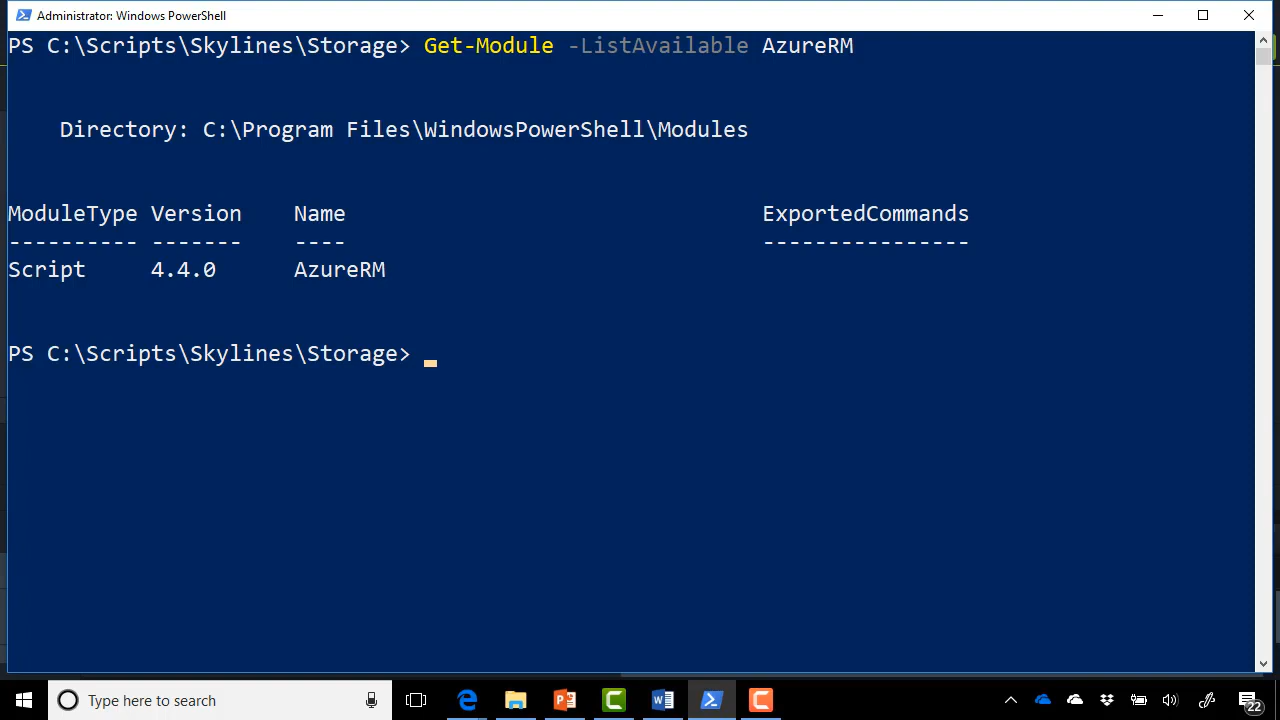 Administrator: Windows PowerShell
PS C:\Scripts\Skylines\Storage> Get-Module -ListAvailable AzureRM
Directory: C:\Program Files\WindowsPowerShell\Modules
ModuleType Version    Name                                ExportedCommands
---------- -------    ----                                ----------------
Script     4.4.0      AzureRM
PS C:\Scripts\Skylines\Storage>
Type here to search
22